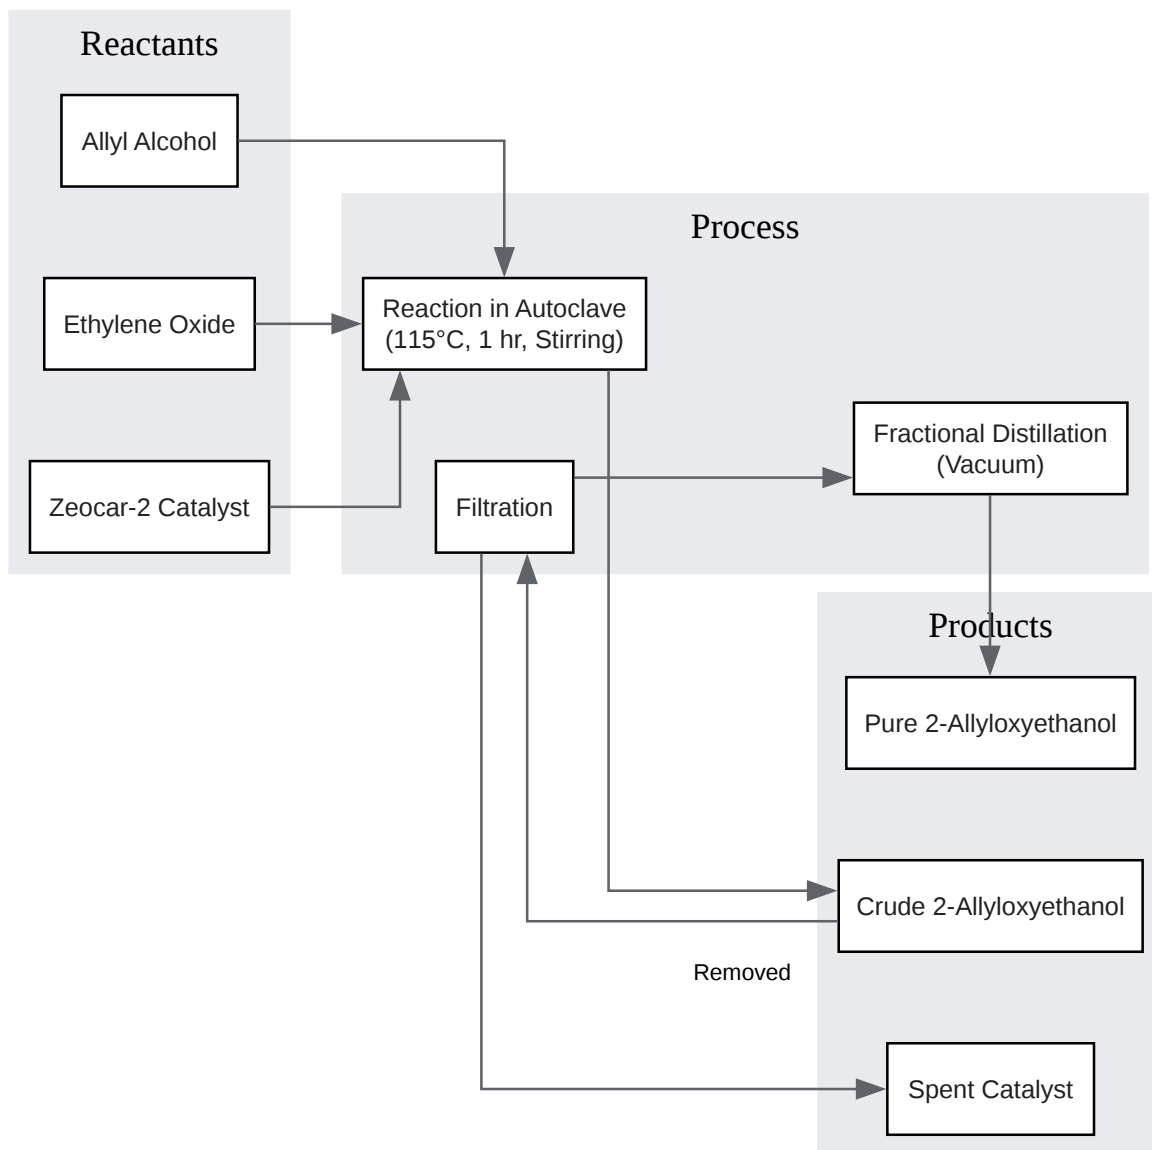 Reactants
Allyl Alcohol
Process
Ethylene Oxide
Reaction in Autoclave
(115°C, 1 hr, Stirring)
Fractional Distillation
(Vacuum)
Zeocar-2 Catalyst
Filtration
Products
Pure 2-Allyloxyethanol
Crude 2-Allyloxyethanol
Removed
Spent Catalyst